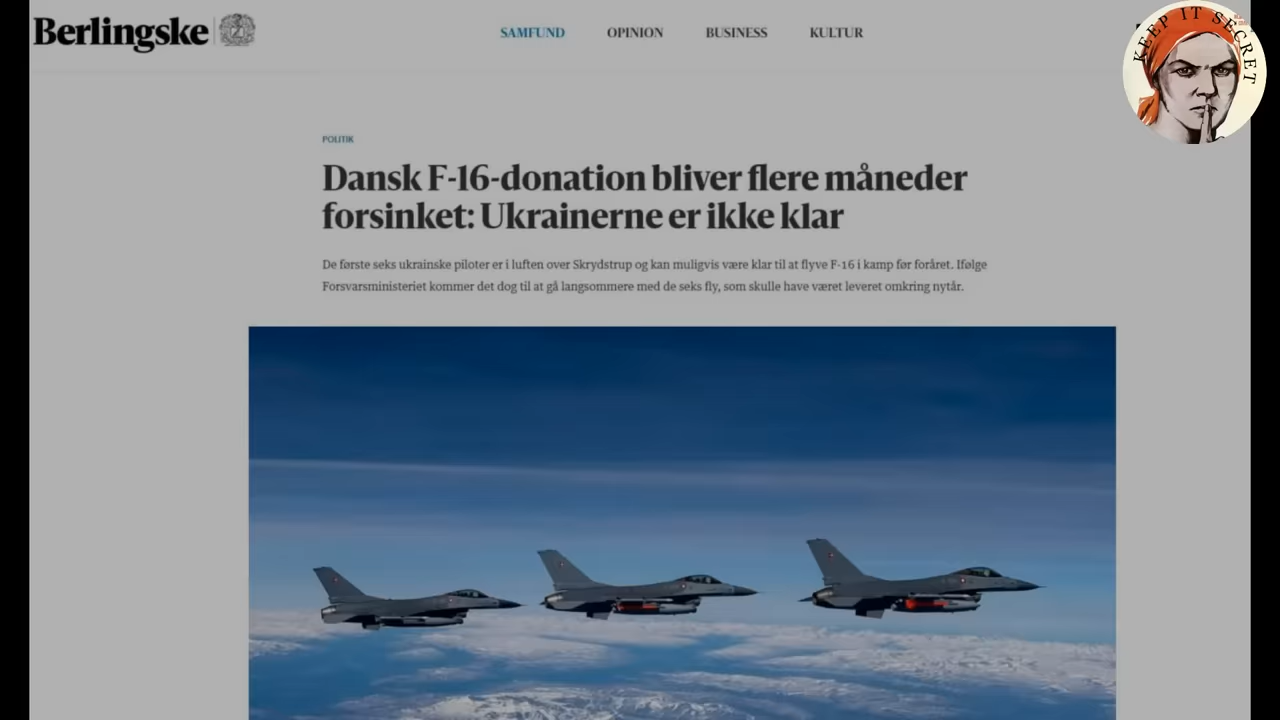 Berlingske
SAMFUND OPINION BUSINESS KULTUR
KEEP IT SECRET
POLITIK
Dansk F-16-donation bliver flere måneder
forsinket: Ukrainerne er ikke klar
De første seks ukrainske piloter er i luften over Skrydstrup og kan muligvis være klar til at flyve F-16 i kamp før foråret. Ifølge
Forsvarsministeriet kommer det dog til at gå langsommere med de seks fly, som skulle have været leveret omkring nytår.